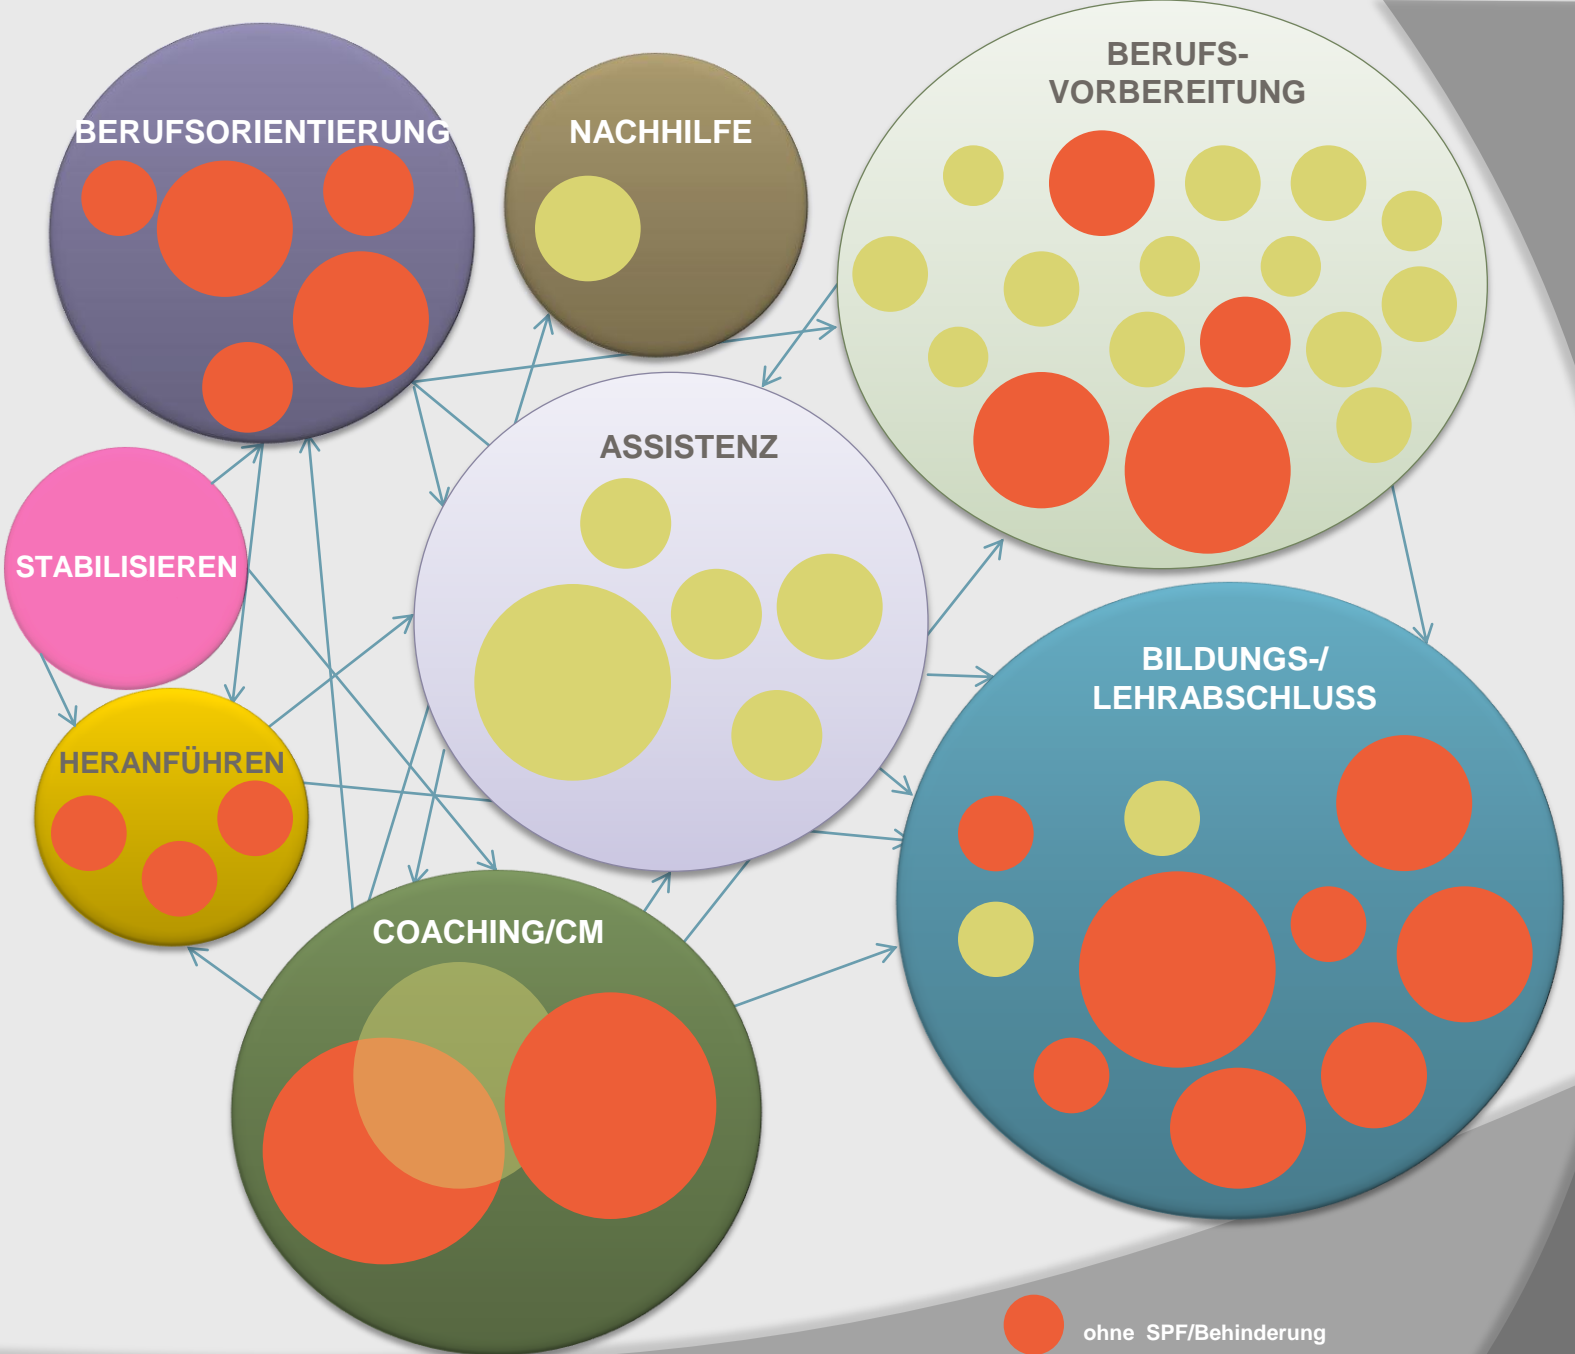 BERUFSORIENTIERUNG
NACHHILFE
BERUFS-
VORBEREITUNG
ASSISTENZ
STABILISIEREN
BILDUNGS-/
LEHRABSCHLUSS
HERANFÜHREN
COACHING/CM
ohne SPF/Behinderung